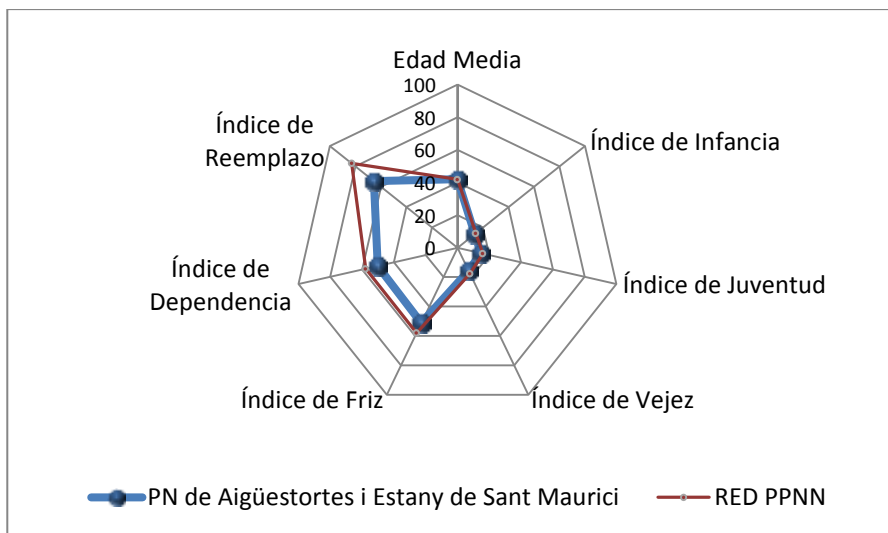 Edad Media
100
80
60
40
20
0
Índice de Infancia
Índice de Juventud
Índice de Vejez
Índice de Friz
Índice de
Dependencia
Índice de
Reemplazo
PN de Aigüestortes i Estany de Sant Maurici
RED PPNN